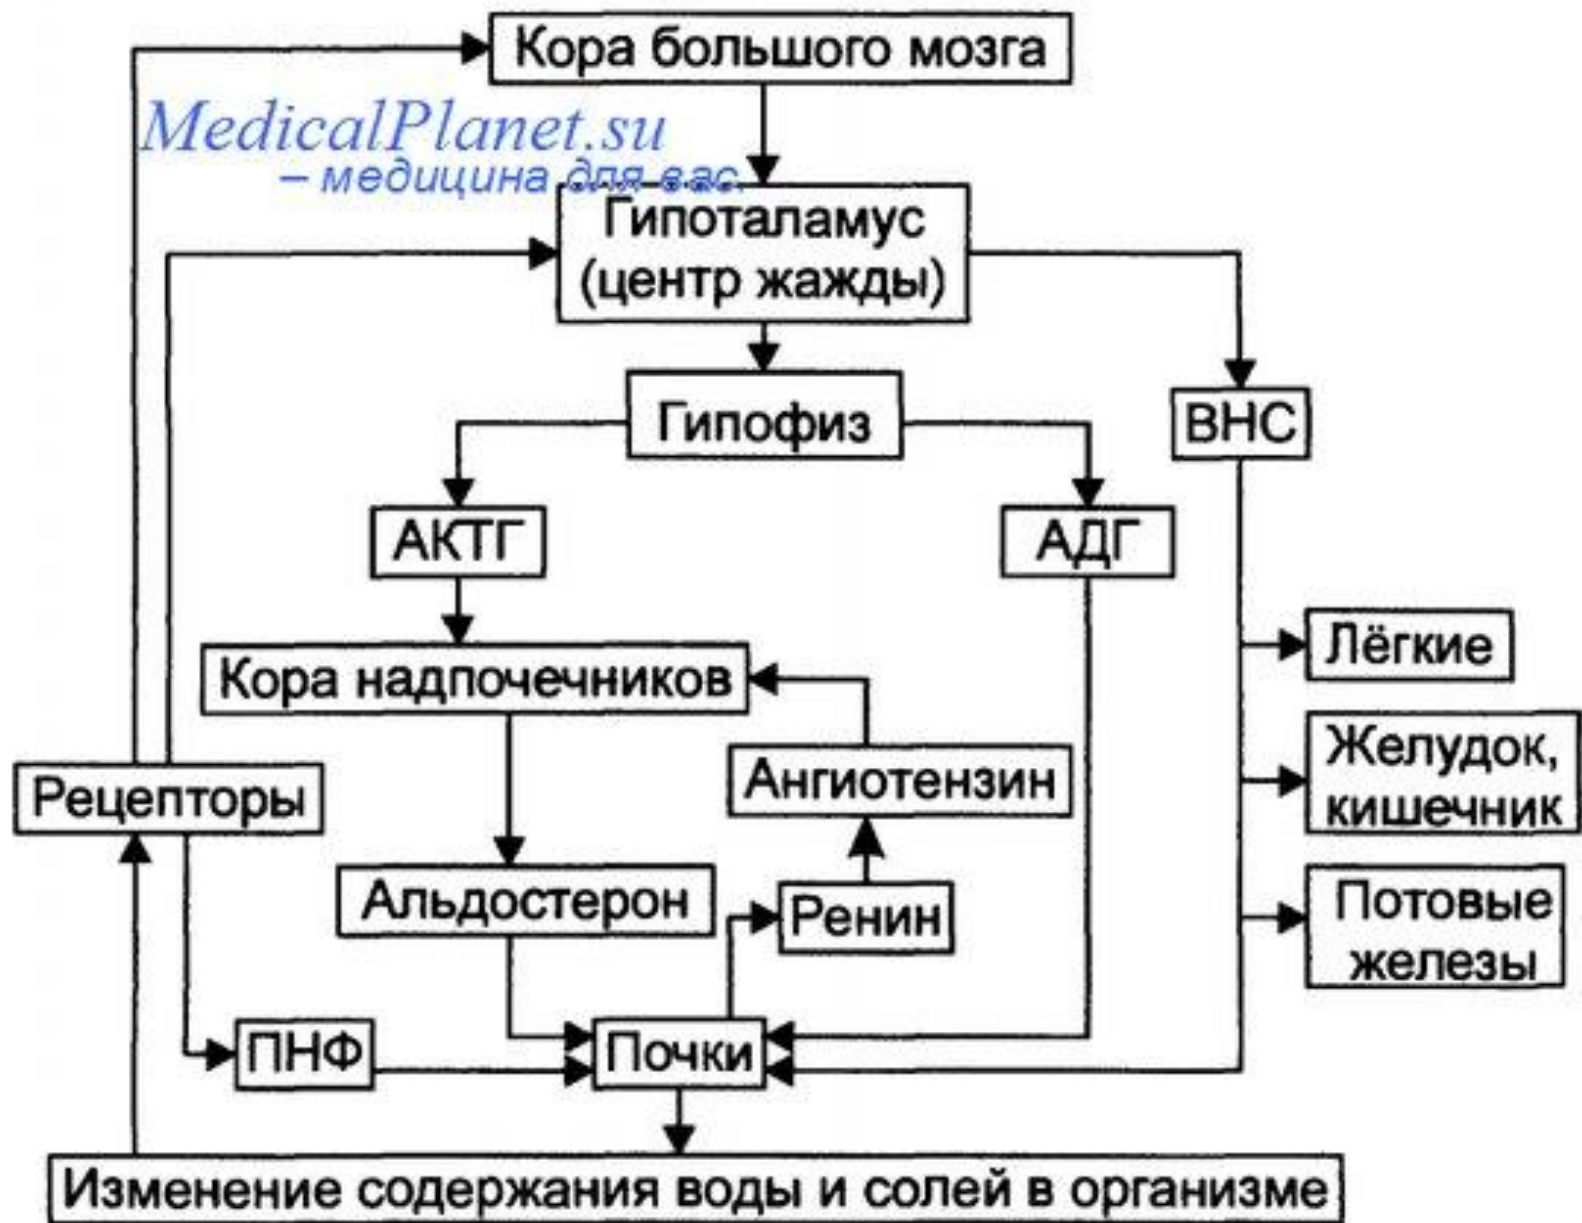 Кора большого мозга
MedicalPlanet.su
– медицина для вас.
Гипоталамус
(центр жажды)
Гипофиз
ВНС
АКТГ
АДГ
Лёгкие
Кора надпочечников
Желудок,
кишечник
Ангиотензин
Рецепторы
Альдостерон
Ренин
Потовые
железы
ПНФ
Почки
Изменение содержания воды и солей в организме